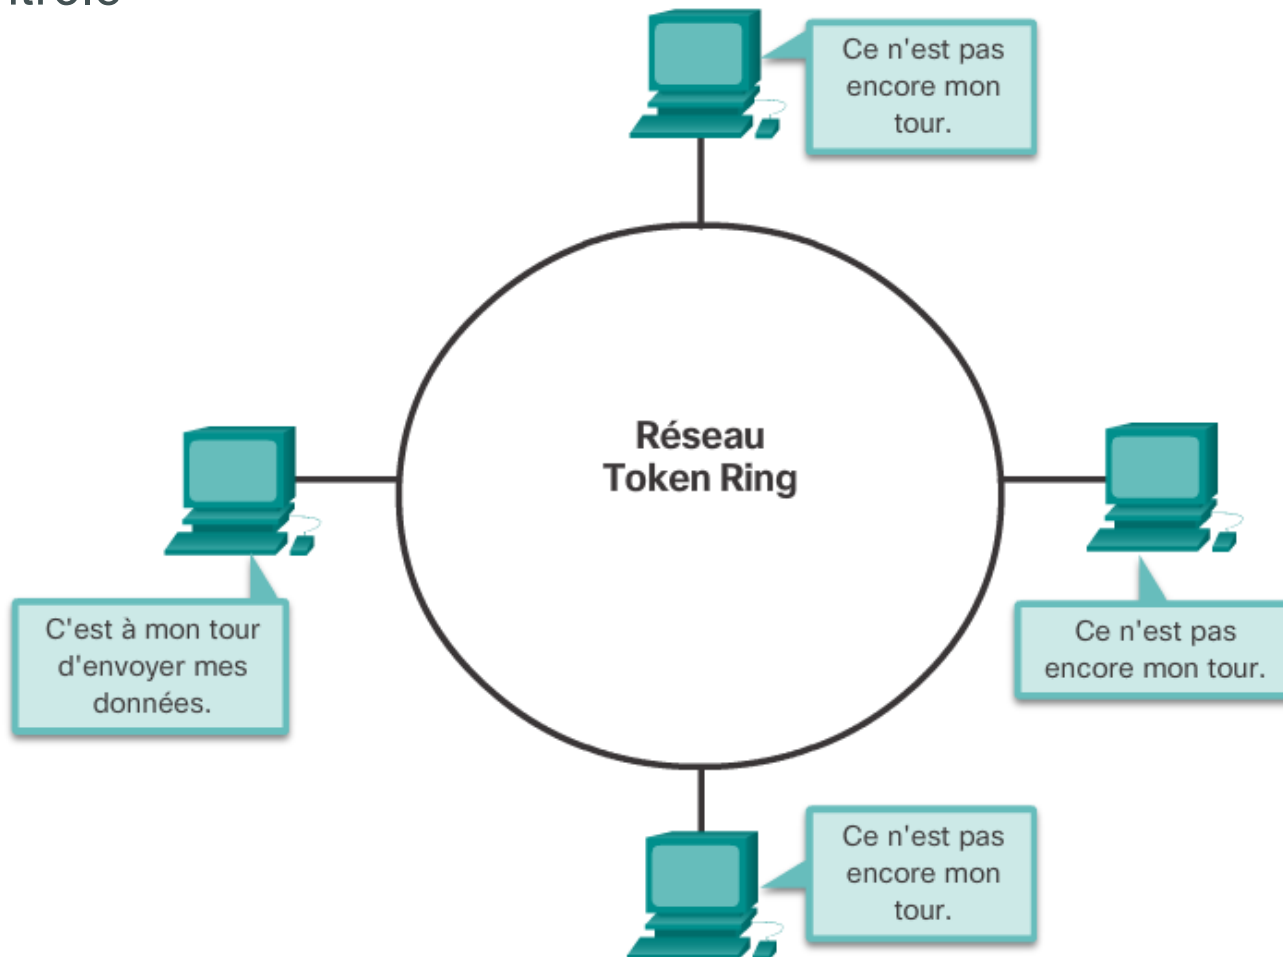 Ce n'est pas
encore mon
tour.
Réseau
Token Ring
C'est à mon tour
d'envoyer mes
données.
Ce n'est pas
encore mon tour.
Ce n'est pas
encore mon
tour.